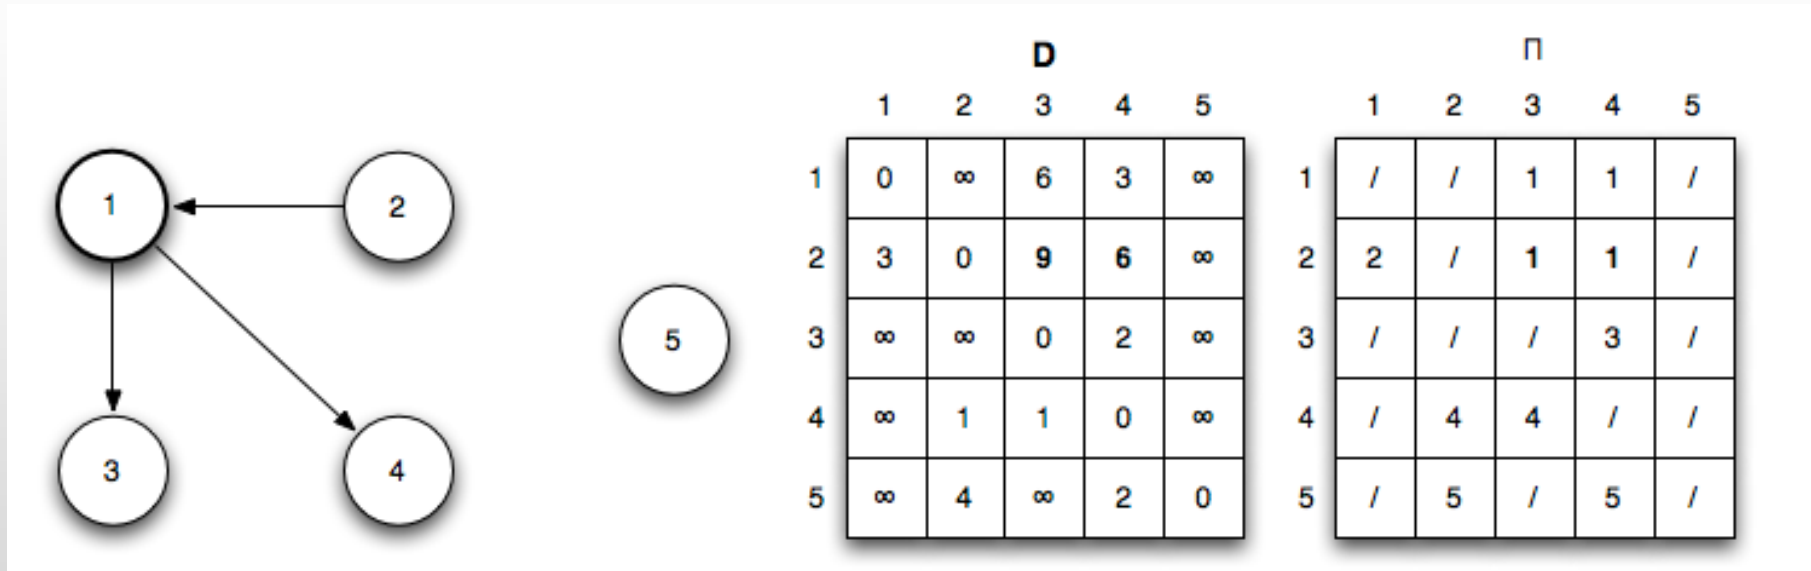 D
Π
1 2 3 4 5
1 2 3 4 5
1 2 5 3 4
1 0 ∞ 6 3 ∞
2 3 0 9 6 ∞
3 ∞ ∞ 0 2 ∞
4 ∞ 1 1 0 ∞
5 ∞ 4 ∞ 2 0
1 / / 1 1 /
2 2 / 1 1 /
3 / / / 3 /
4 / 4 4 / /
5 / 5 / 5 /